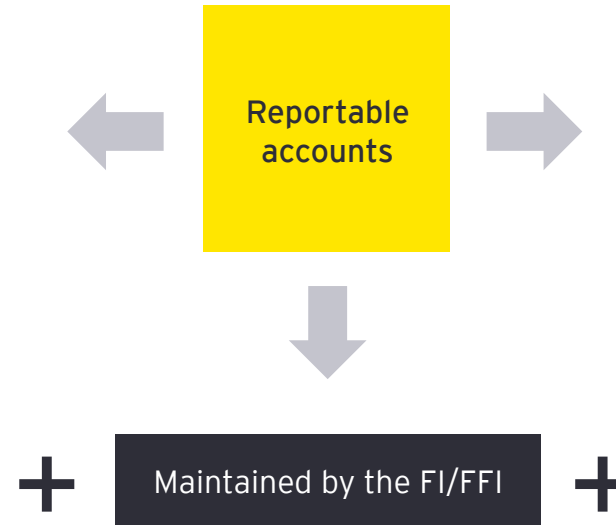 Reportable
accounts
+ Maintained by the FI/FFI +